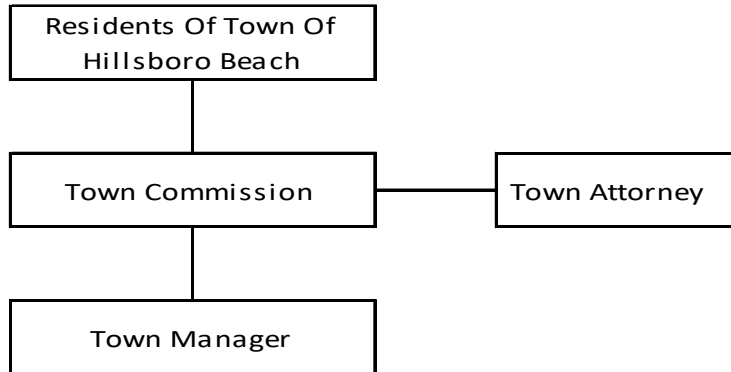 Residents Of Town Of
Hillsboro Beach
Town Commission
Town Attorney
Town Manager